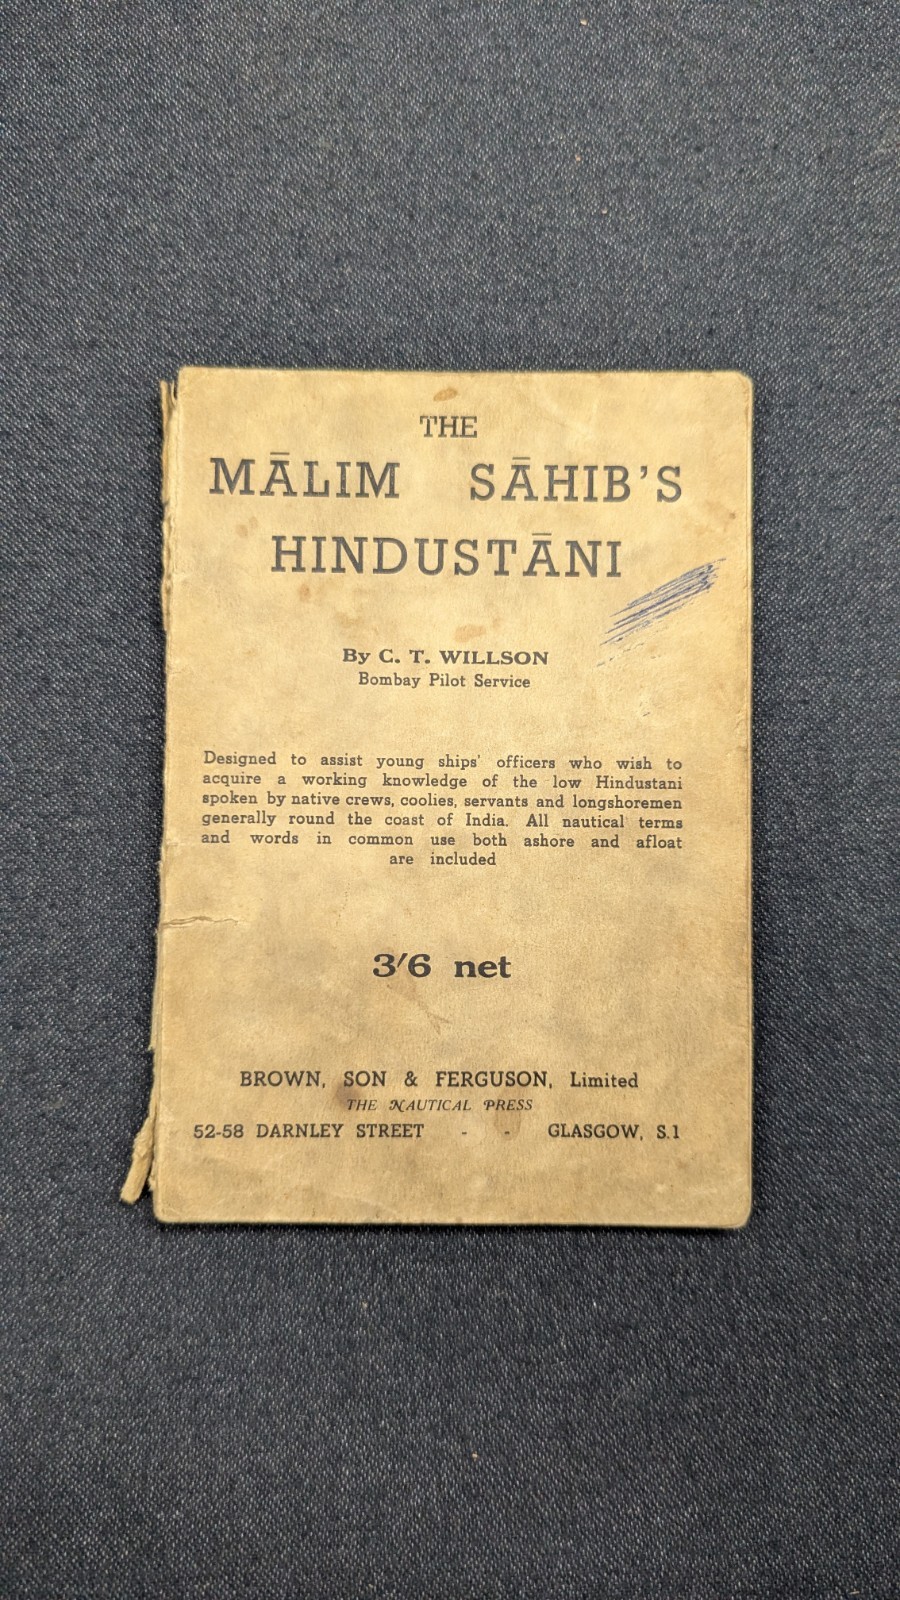 THE
MĀLIM SĀHIB'S
HINDUSTĀNI
By C. T. WILLSON
Bombay Pilot Service
Designed to assist young ships' officers who wish to
acquire a working knowledge of the low Hindustani
spoken by native crews, coolies, servants and longshoremen
generally round the coast of India. All nautical terms
and words in common use both ashore and afloat
are included
3/6 net
BROWN, SON & FERGUSON, Limited
THE NAUTICAL PRESS
52-58 DARNLEY STREET - - GLASGOW, S.1